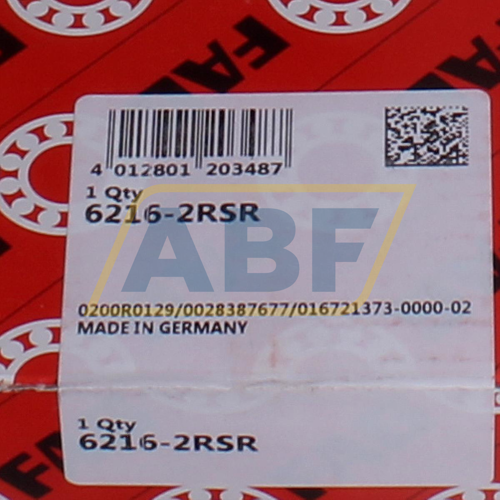 FAG
4 012801 203487
1 Qty
6216-2RSR
ABF
0200R0129/0028387677/016721373-0000-02
MADE IN GERMANY
1 Qty
6216-2RSR